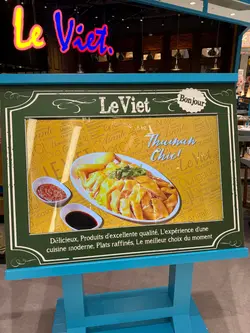 Le Viet.
Le Viet
Bonjour
Thainan
Chic!
Délicieux, Produits d'excellente qualité, L'expérience d'une
cuisine moderne, Plats raffinés, Le meilleur choix du moment